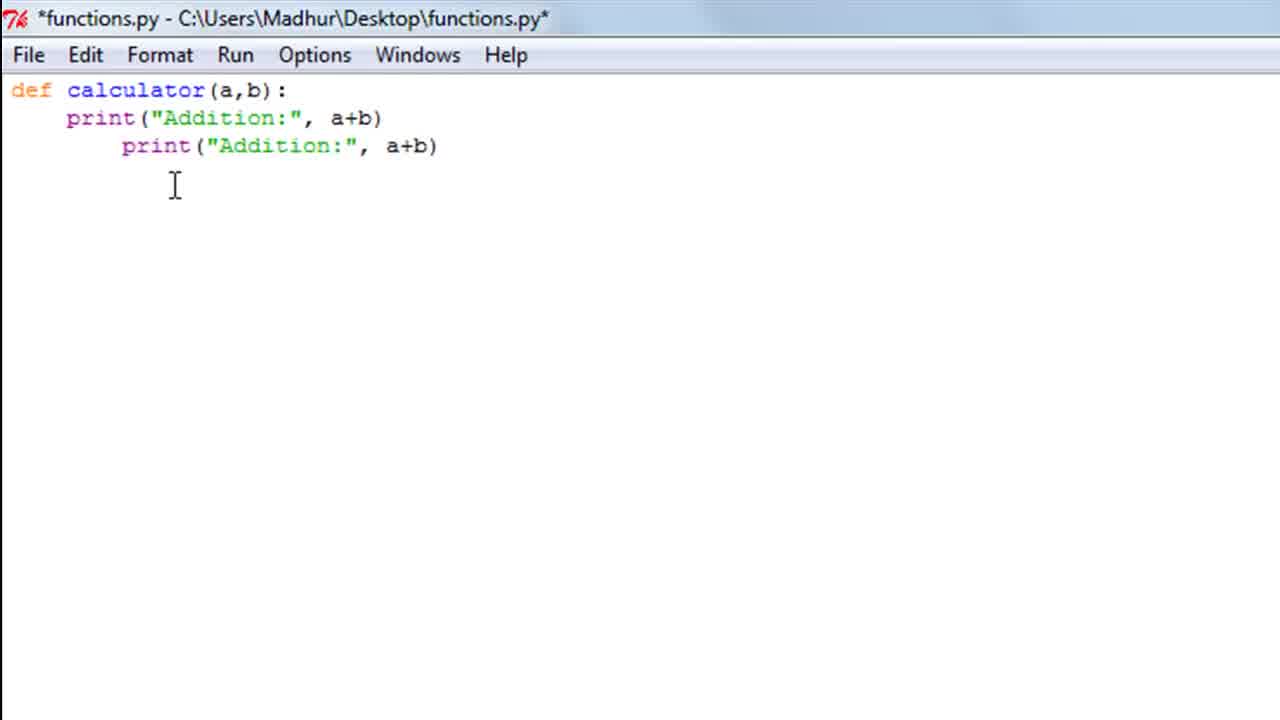 *functions.py - C:\Users\Madhur\Desktop\functions.py*
File Edit Format Run Options Windows Help
def calculator(a,b):
    print("Addition:", a+b)
        print("Addition:", a+b)